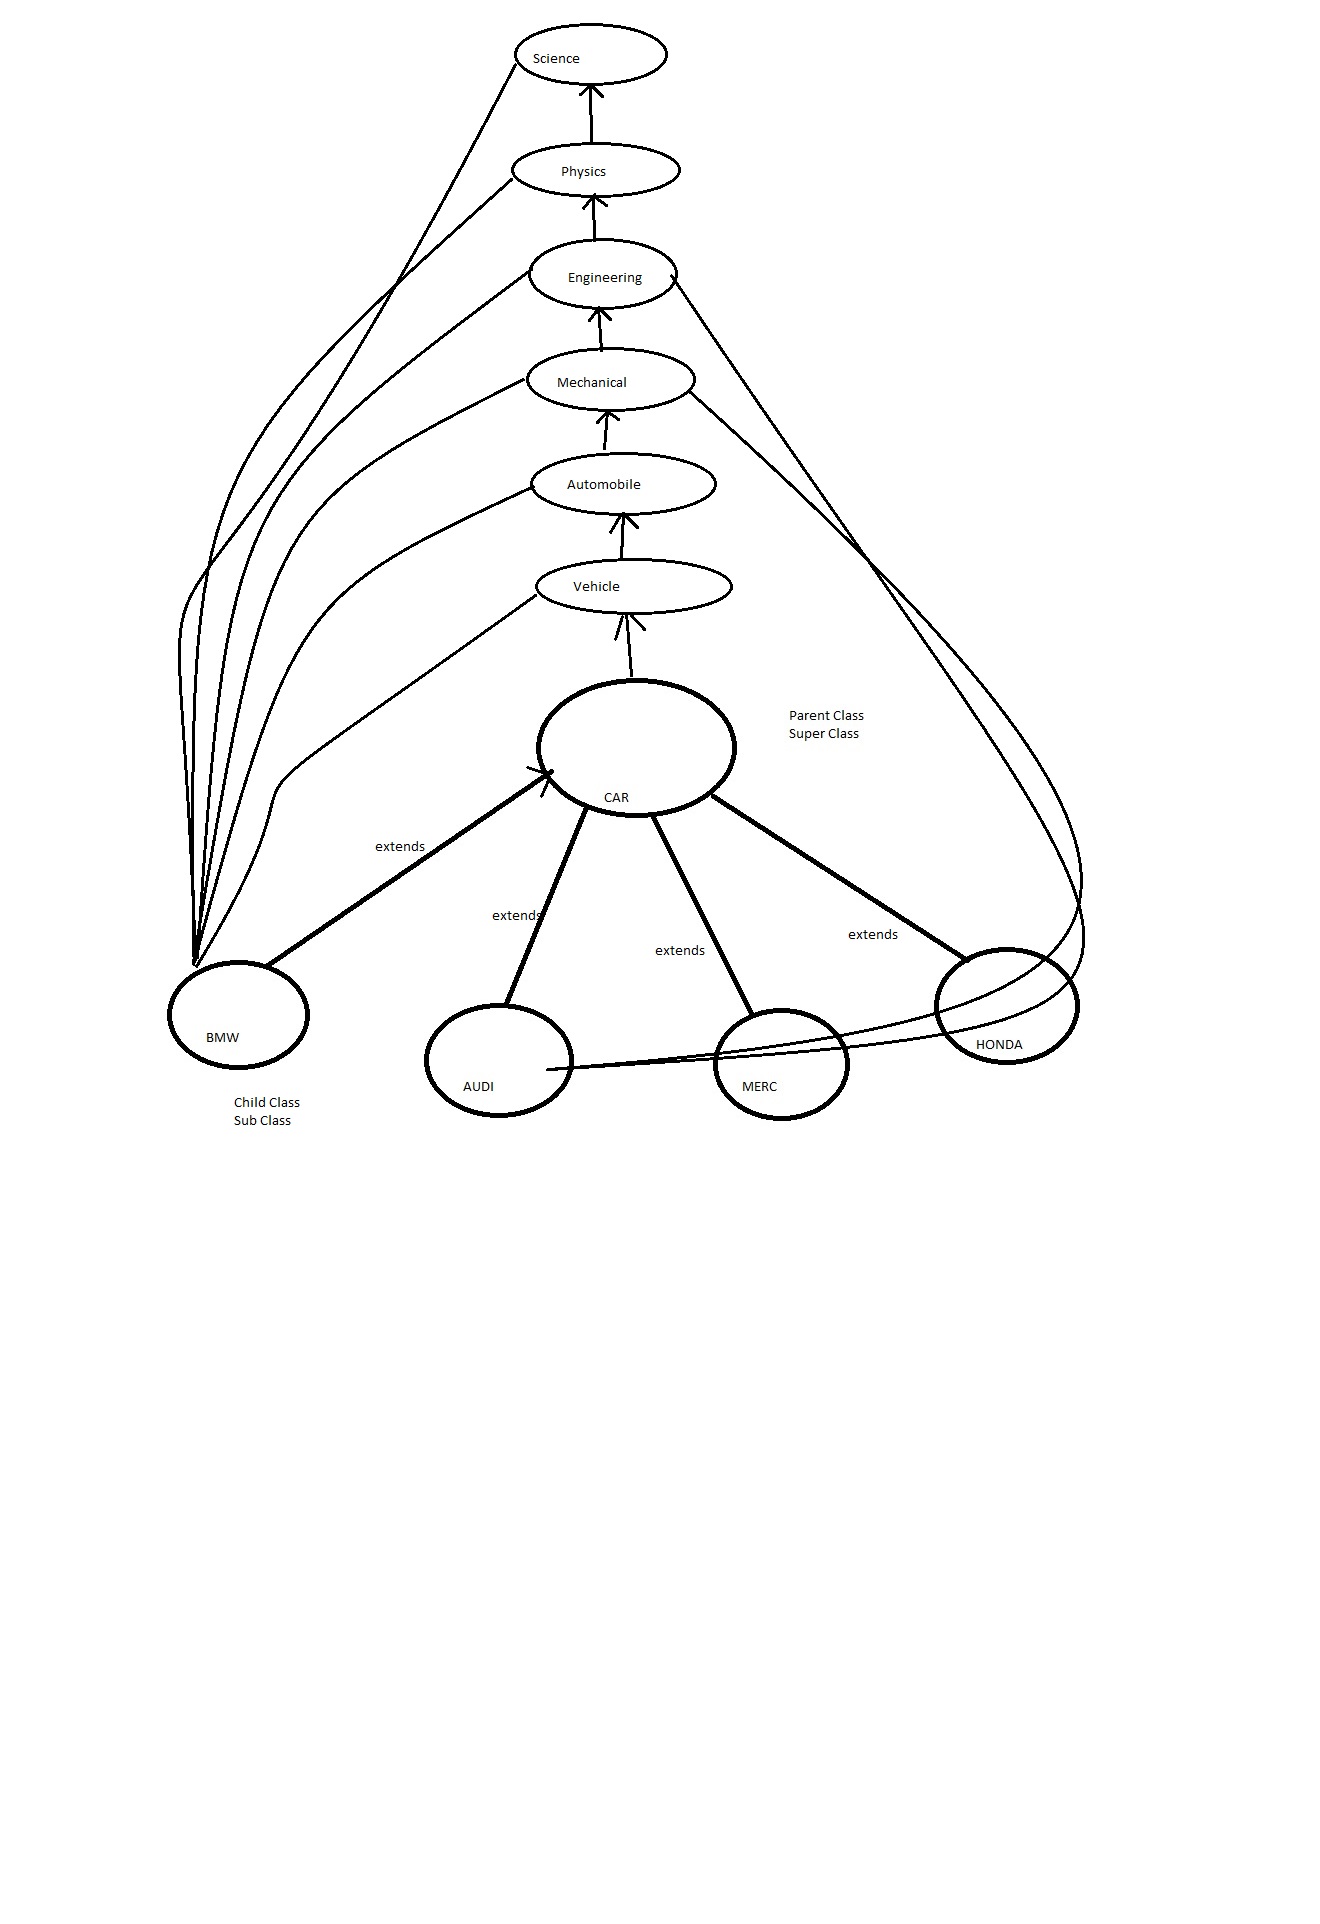 Science
Physics
Engineering
Mechanical
Automobile
Vehicle
Parent Class
Super Class
CAR
extends
extends
extends
extends
BMW
HONDA
AUDI
MERC
Child Class
Sub Class